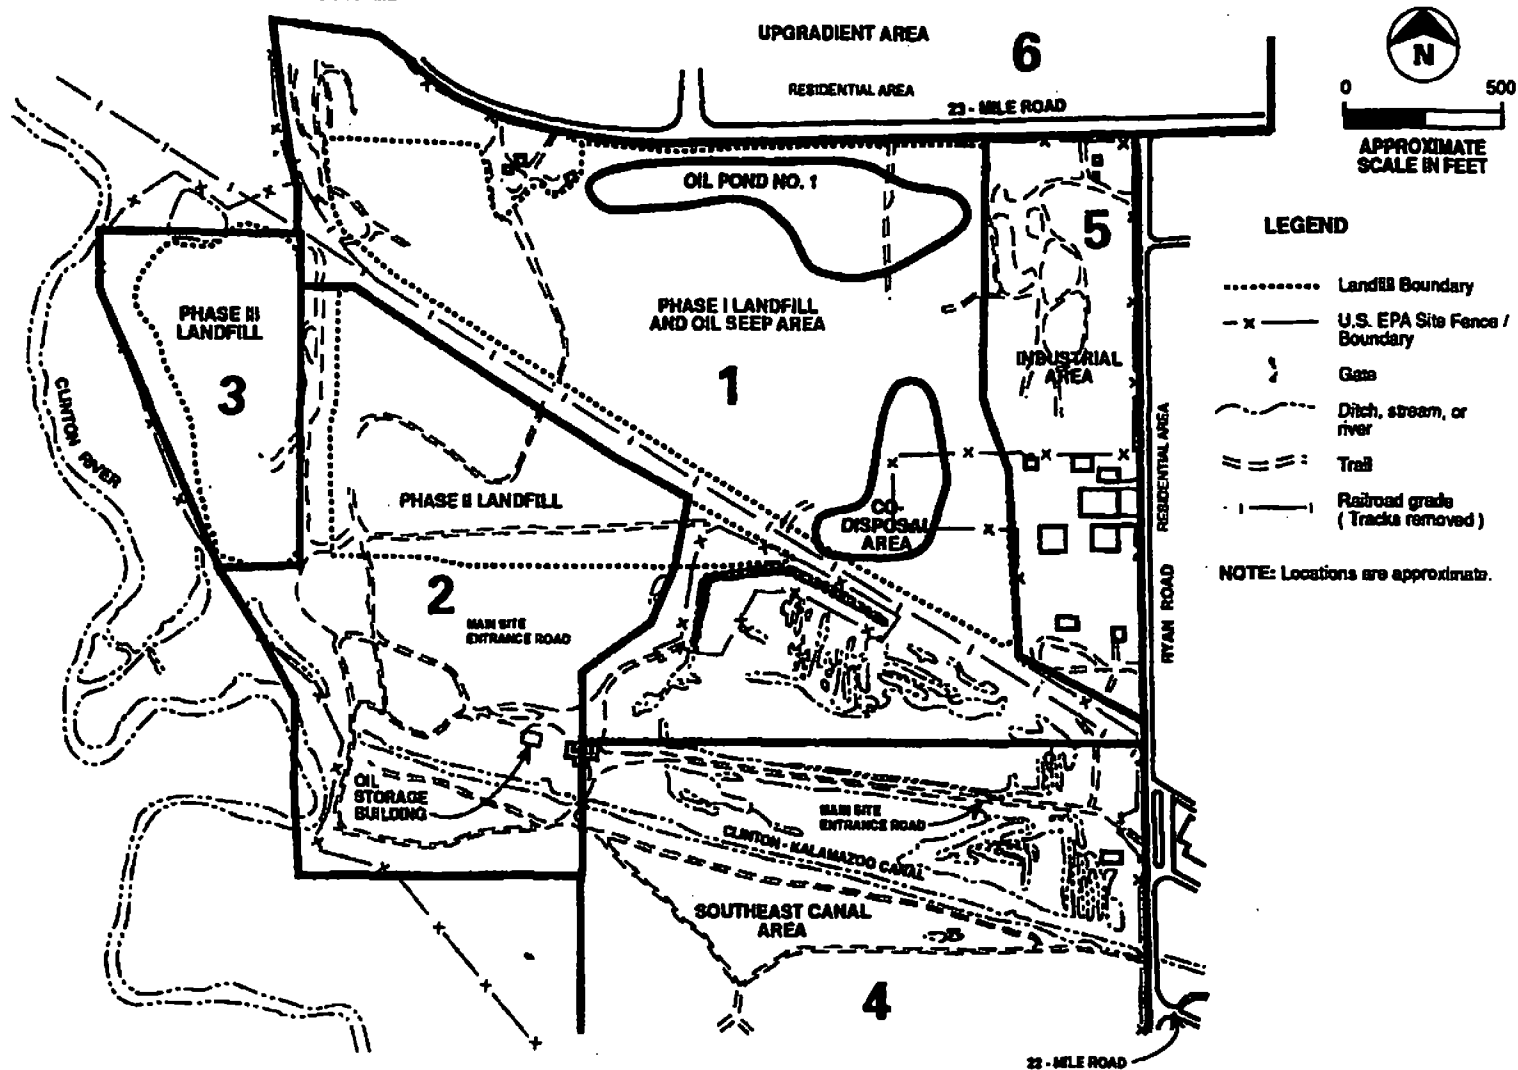 UPGRADIENT AREA
6
RESIDENTIAL AREA
23 - MILE ROAD
N
0 500
APPROXIMATE
SCALE IN FEET
OIL POND NO. 1
5
LEGEND
Landfill Boundary
U.S. EPA Site Fence /
Boundary
Gate
Ditch, stream, or
river
Trail
Railroad grade
( Tracks removed )
NOTE: Locations are approximate.
PHASE III
LANDFILL
3
PHASE I LANDFILL
AND OIL SEEP AREA
1
INDUSTRIAL
AREA
CLINTON RIVER
RESIDENTIAL AREA
PHASE II LANDFILL
CO-
DISPOSAL
AREA
2
MAIN SITE
ENTRANCE ROAD
RYAN ROAD
OIL
STORAGE
BUILDING
MAIN SITE
ENTRANCE ROAD
CLINTON - KALAMAZOO CANAL
SOUTHEAST CANAL
AREA
4
22 - MILE ROAD